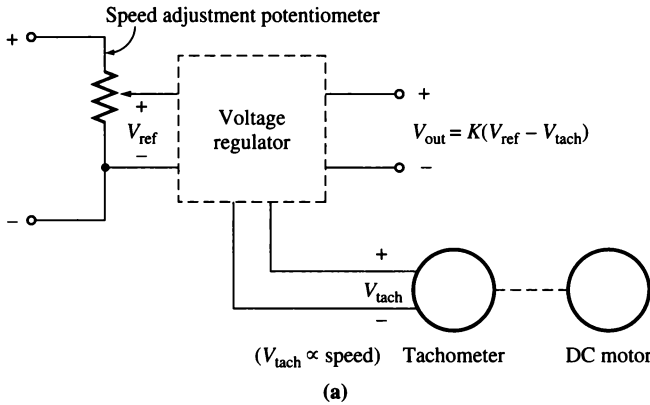 Speed adjustment potentiometer
+
+
V_ref
−
−
Voltage
regulator
+
V_out = K(V_ref − V_tach)
−
+
V_tach
−
(V_tach ∝ speed)
Tachometer
DC motor
(a)